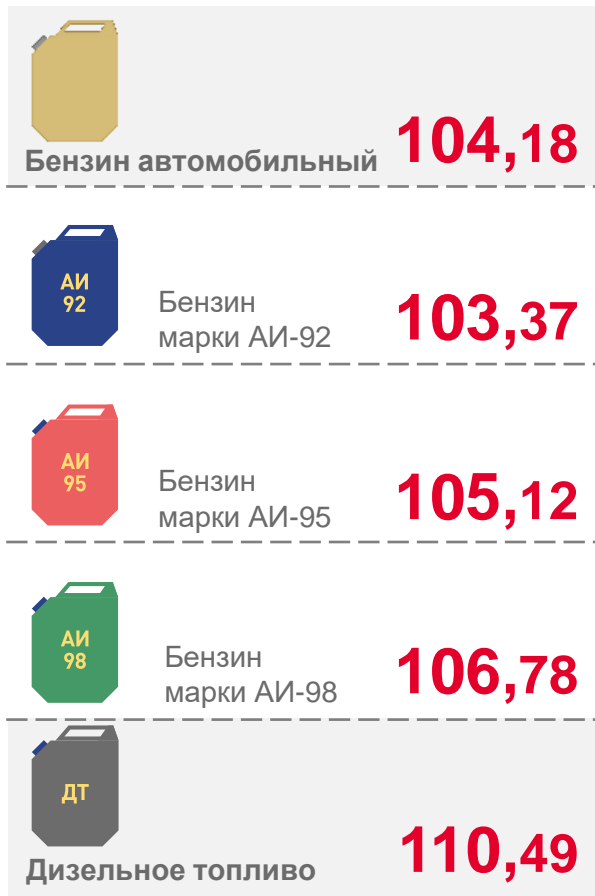 104,18
Бензин автомобильный
АИ
92
Бензин
марки АИ-92
103,37
АИ
95
Бензин
марки АИ-95
105,12
АИ
98
Бензин
марки АИ-98
106,78
ДТ
110,49
Дизельное топливо